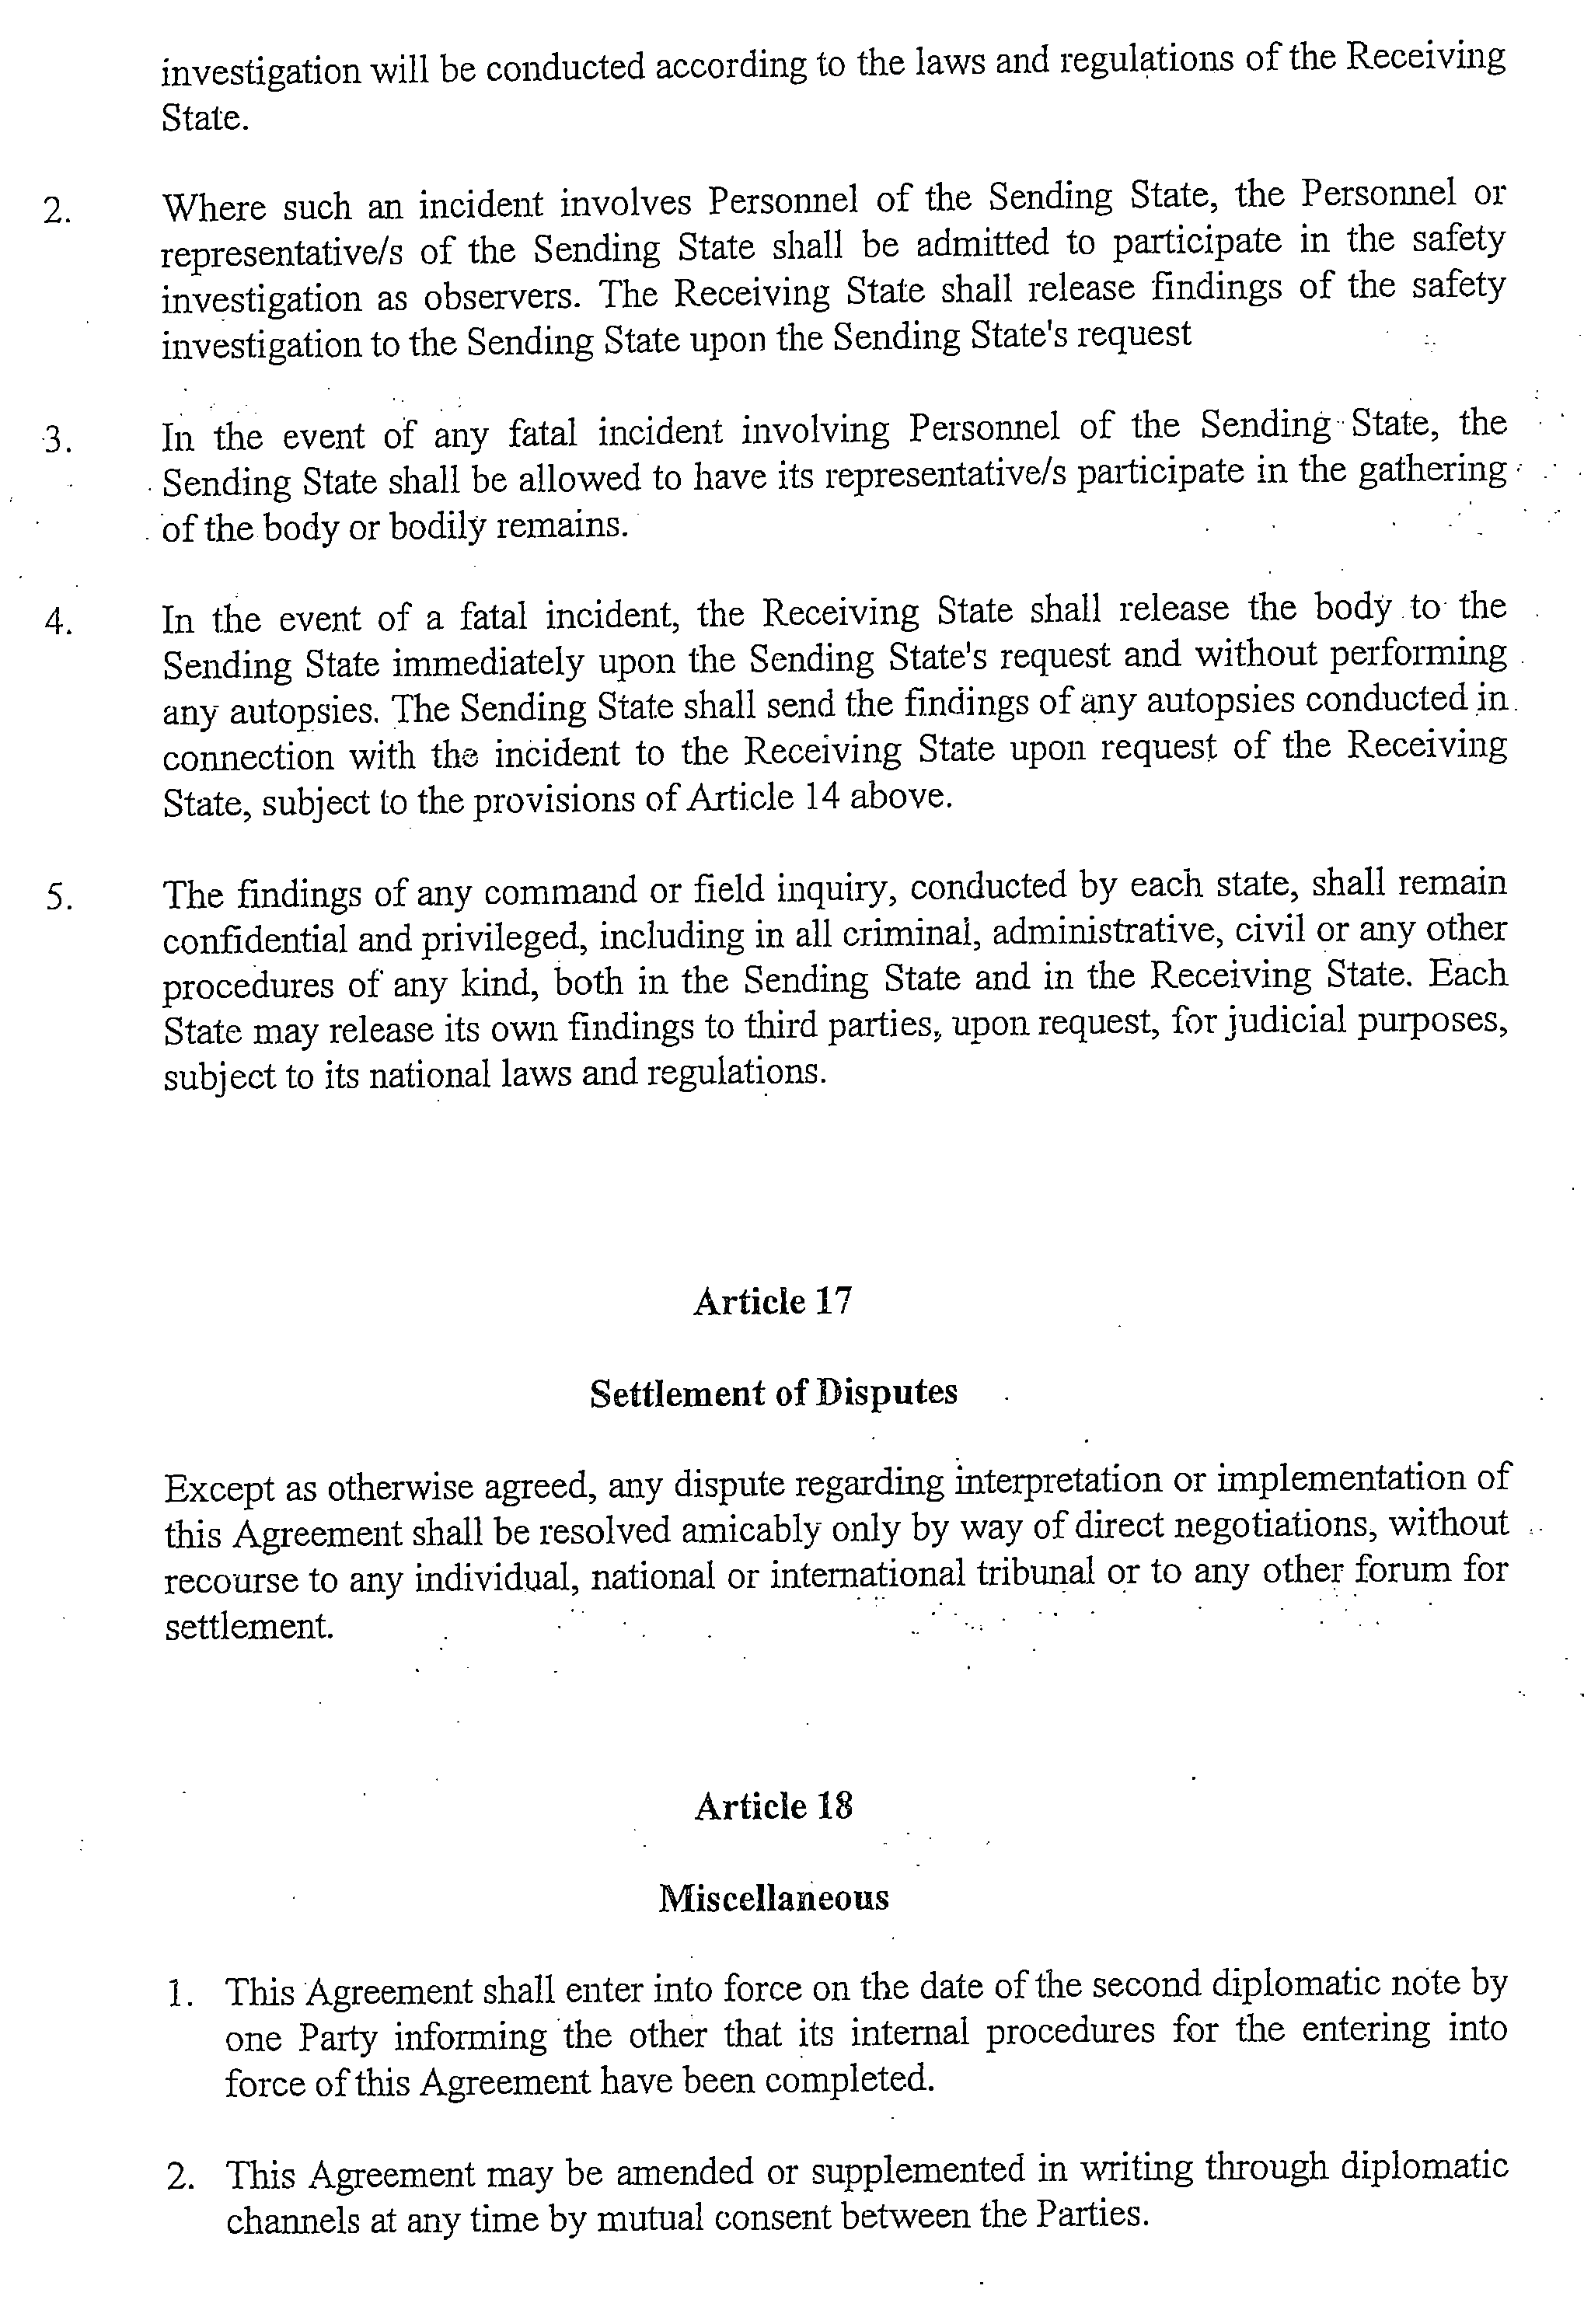 investigation will be conducted according to the laws and regulations of the Receiving
State.
2. Where such an incident involves Personnel of the Sending State, the Personnel or
representative/s of the Sending State shall be admitted to participate in the safety
investigation as observers. The Receiving State shall release findings of the safety
investigation to the Sending State upon the Sending State's request
3. In the event of any fatal incident involving Personnel of the Sending State, the
Sending State shall be allowed to have its representative/s participate in the gathering
of the body or bodily remains.
4. In the event of a fatal incident, the Receiving State shall release the body to the
Sending State immediately upon the Sending State's request and without performing
any autopsies. The Sending State shall send the findings of any autopsies conducted in
connection with the incident to the Receiving State upon request of the Receiving
State, subject to the provisions of Article 14 above.
5. The findings of any command or field inquiry, conducted by each state, shall remain
confidential and privileged, including in all criminal, administrative, civil or any other
procedures of any kind, both in the Sending State and in the Receiving State. Each
State may release its own findings to third parties, upon request, for judicial purposes,
subject to its national laws and regulations.
Article 17
Settlement of Disputes
Except as otherwise agreed, any dispute regarding interpretation or implementation of
this Agreement shall be resolved amicably only by way of direct negotiations, without
recourse to any individual, national or international tribunal or to any other forum for
settlement.
Article 18
Miscellaneous
1. This Agreement shall enter into force on the date of the second diplomatic note by
one Party informing the other that its internal procedures for the entering into
force of this Agreement have been completed.
2. This Agreement may be amended or supplemented in writing through diplomatic
channels at any time by mutual consent between the Parties.